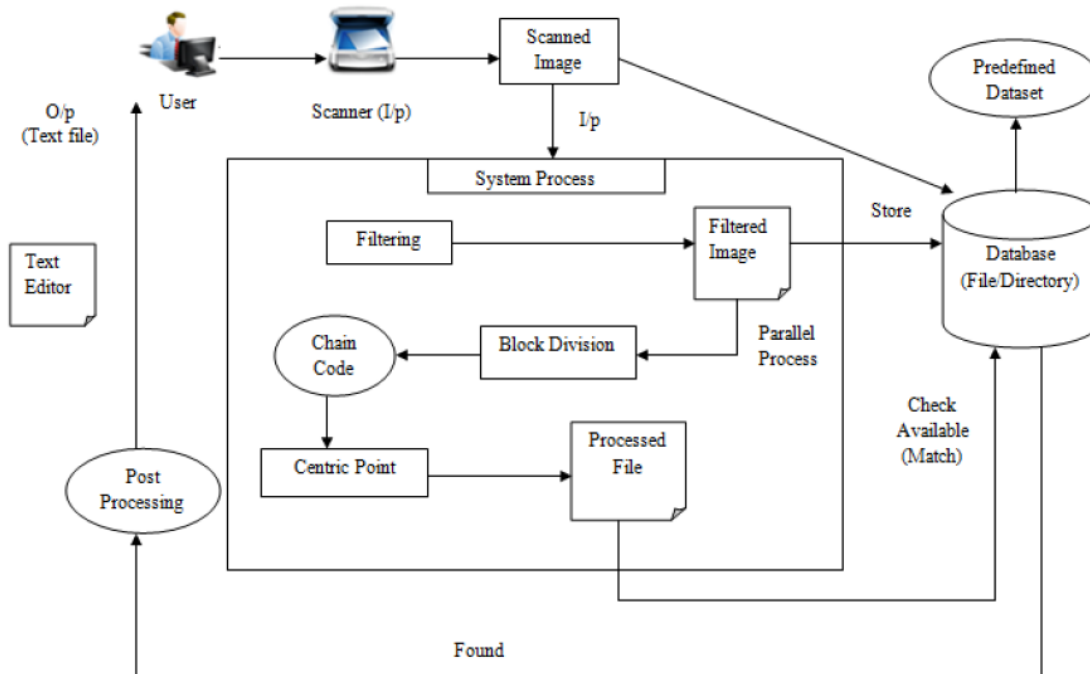 Scanned
Image
Predefined
Dataset
User
Scanner (I/p)
O/p
(Text file)
I/p
System Process
Store
Filtering
Filtered
Image
Database
(File/Directory)
Text
Editor
Parallel
Process
Block Division
Chain
Code
Check
Available
(Match)
Processed
File
Centric Point
Post
Processing
Found